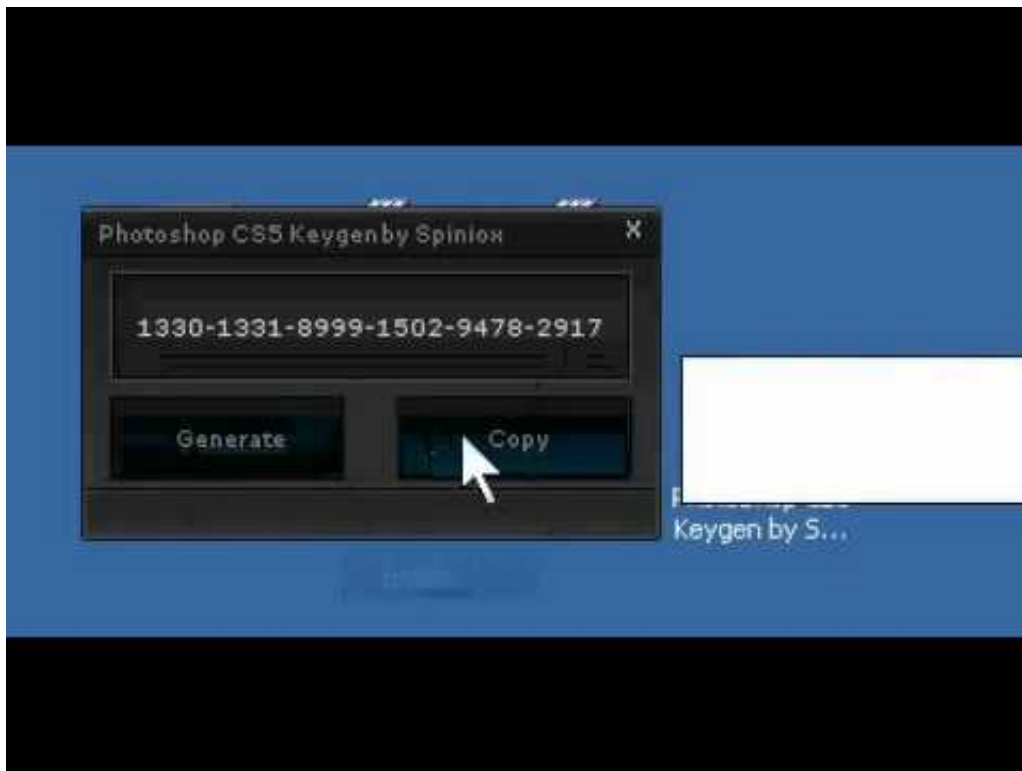 Photoshop CS5 Keygen by Spiniox
X
1330-1331-8999-1502-9478-2917
Generate
Copy
Keygen by S...